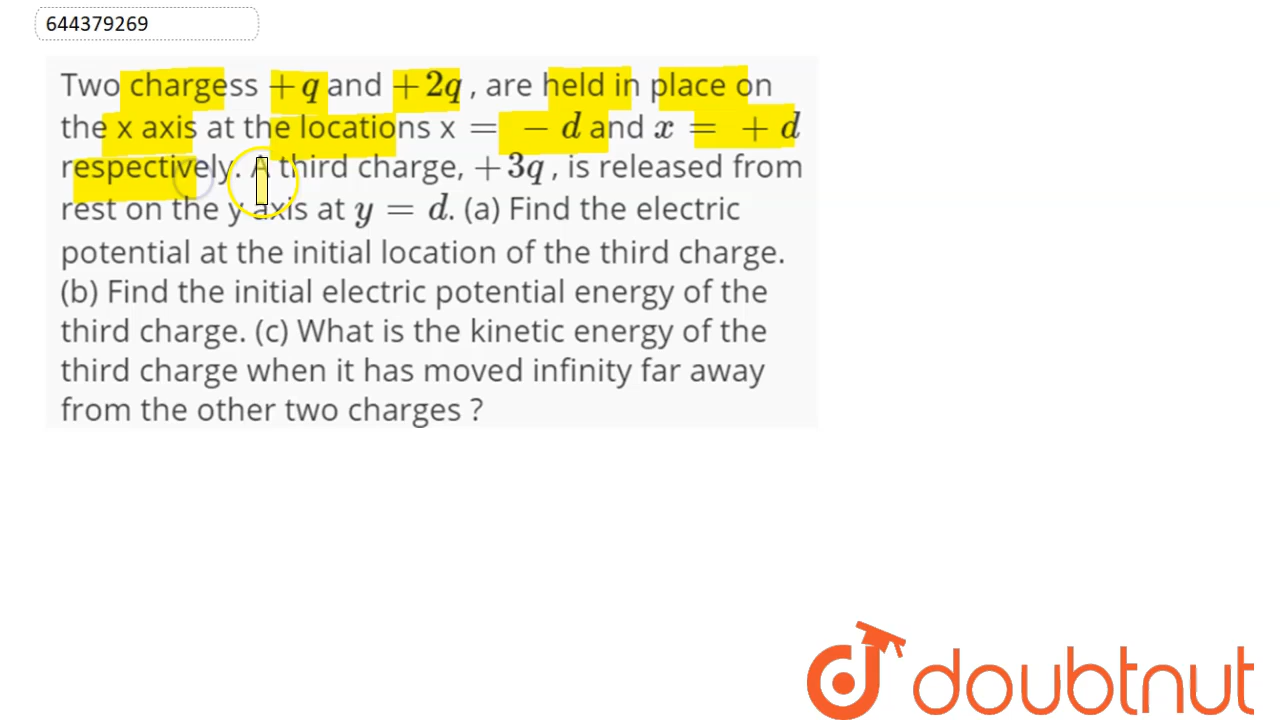 644379269
Two chargess +q and +2q, are held in place on
the x axis at the locations x = −d and x = +d
respectively. A third charge, +3q, is released from
rest on the y axis at y = d. (a) Find the electric
potential at the initial location of the third charge.
(b) Find the initial electric potential energy of the
third charge. (c) What is the kinetic energy of the
third charge when it has moved infinity far away
from the other two charges ?
doubtnut